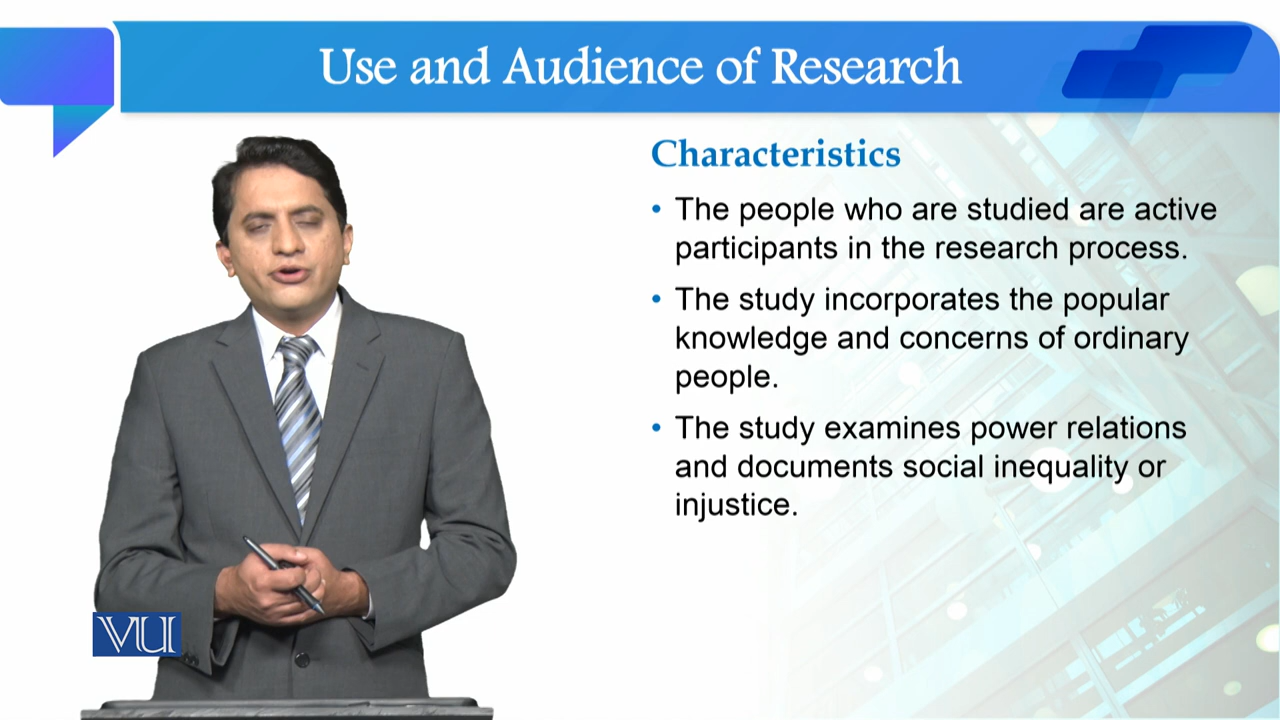 Use and Audience of Research
Characteristics
• The people who are studied are active
participants in the research process.
• The study incorporates the popular
knowledge and concerns of ordinary
people.
• The study examines power relations
and documents social inequality or
injustice.
VU